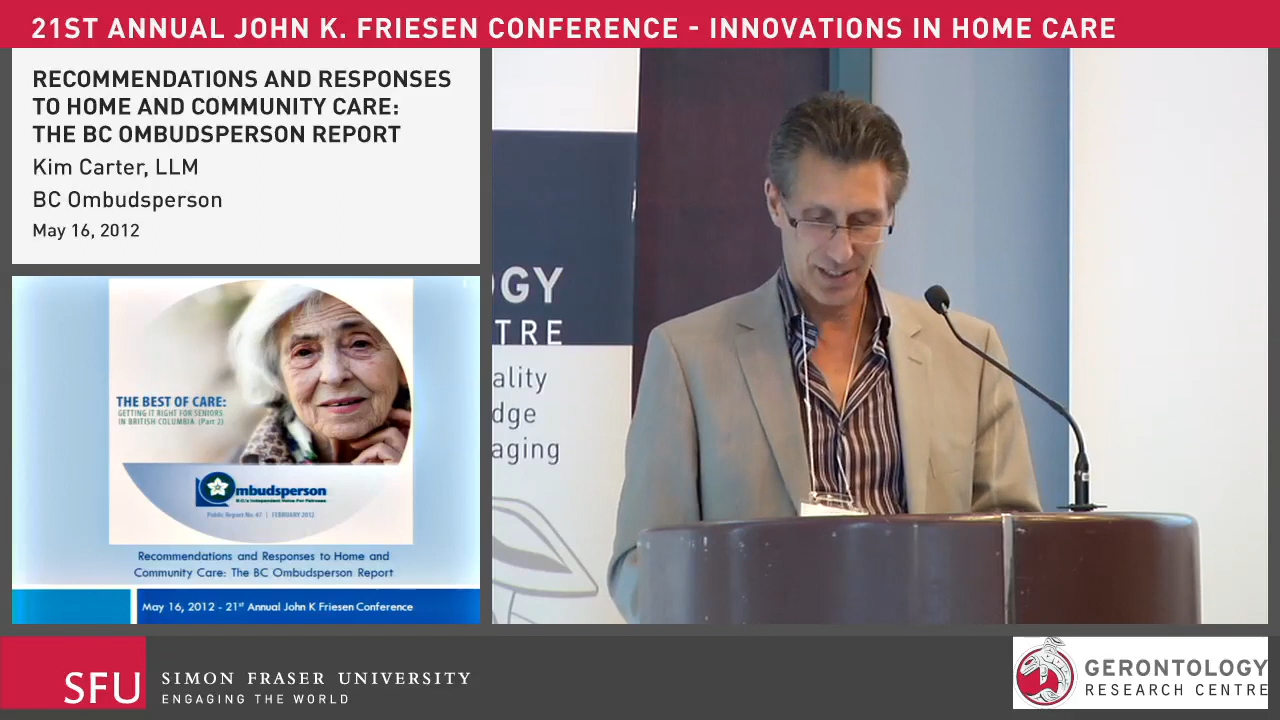 21ST ANNUAL JOHN K. FRIESEN CONFERENCE - INNOVATIONS IN HOME CARE
RECOMMENDATIONS AND RESPONSES
TO HOME AND COMMUNITY CARE:
THE BC OMBUDSPERSON REPORT
Kim Carter, LLM
BC Ombudsperson
May 16, 2012
THE BEST OF CARE:
GETTING IT RIGHT FOR SENIORS
IN BRITISH COLUMBIA (Part 2)
Ombudsperson
B.C.'s Independent Voice For Fairness
Public Report No. 47 | FEBRUARY 2012
Recommendations and Responses to Home and
Community Care: The BC Ombudsperson Report
May 16, 2012 - 21st Annual John K Friesen Conference
OGY
TRE
ality
dge
aging
SFU
SIMON FRASER UNIVERSITY
ENGAGING THE WORLD
GERONTOLOGY
RESEARCH CENTRE